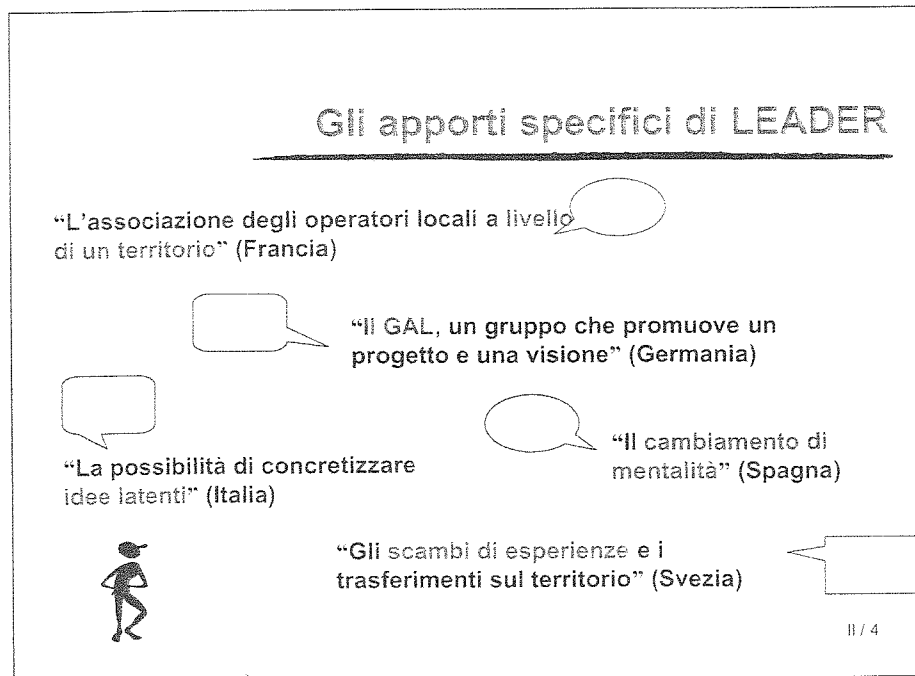 Gli apporti specifici di LEADER
“L'associazione degli operatori locali a livello
di un territorio” (Francia)
“Il GAL, un gruppo che promuove un
progetto e una visione” (Germania)
“La possibilità di concretizzare
idee latenti” (Italia)
“Il cambiamento di
mentalità” (Spagna)
“Gli scambi di esperienze e i
trasferimenti sul territorio” (Svezia)
II / 4